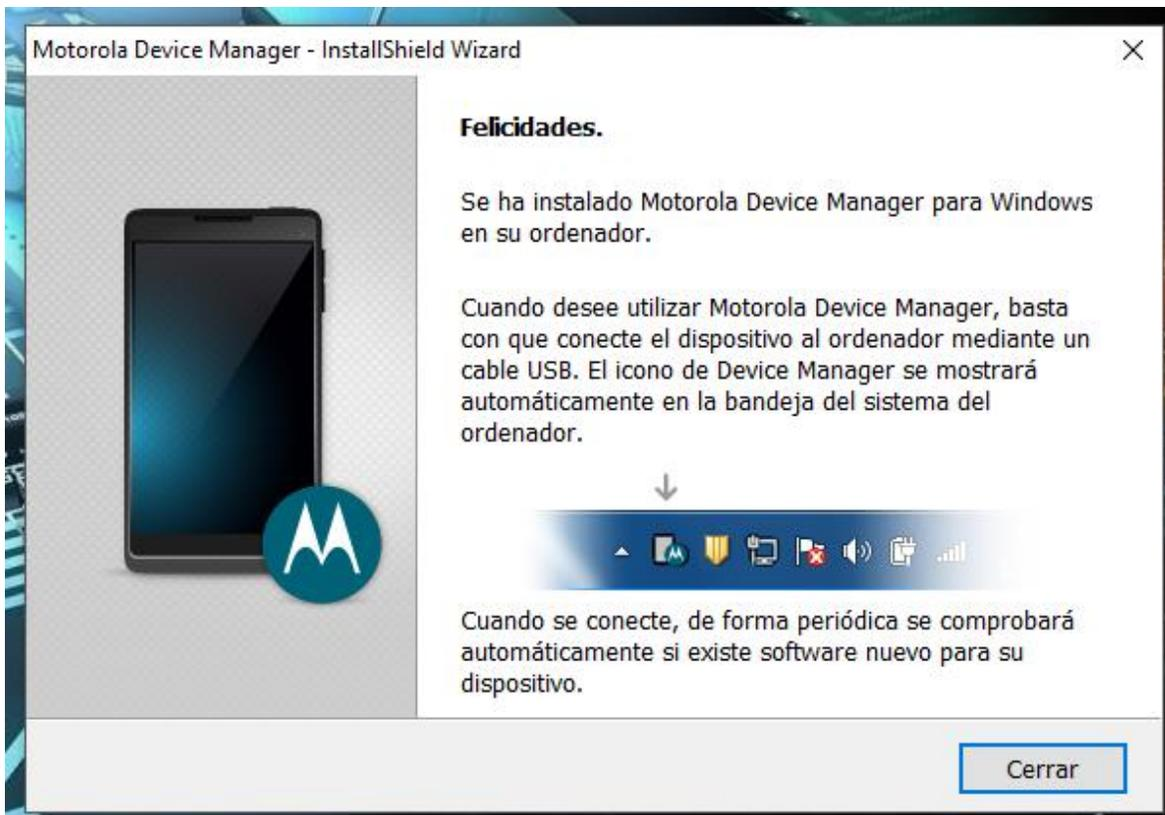 Motorola Device Manager - InstallShield Wizard
Felicidades.
Se ha instalado Motorola Device Manager para Windows
en su ordenador.
Cuando desee utilizar Motorola Device Manager, basta
con que conecte el dispositivo al ordenador mediante un
cable USB. El icono de Device Manager se mostrará
automáticamente en la bandeja del sistema del
ordenador.
Cuando se conecte, de forma periódica se comprobará
automáticamente si existe software nuevo para su
dispositivo.
Cerrar